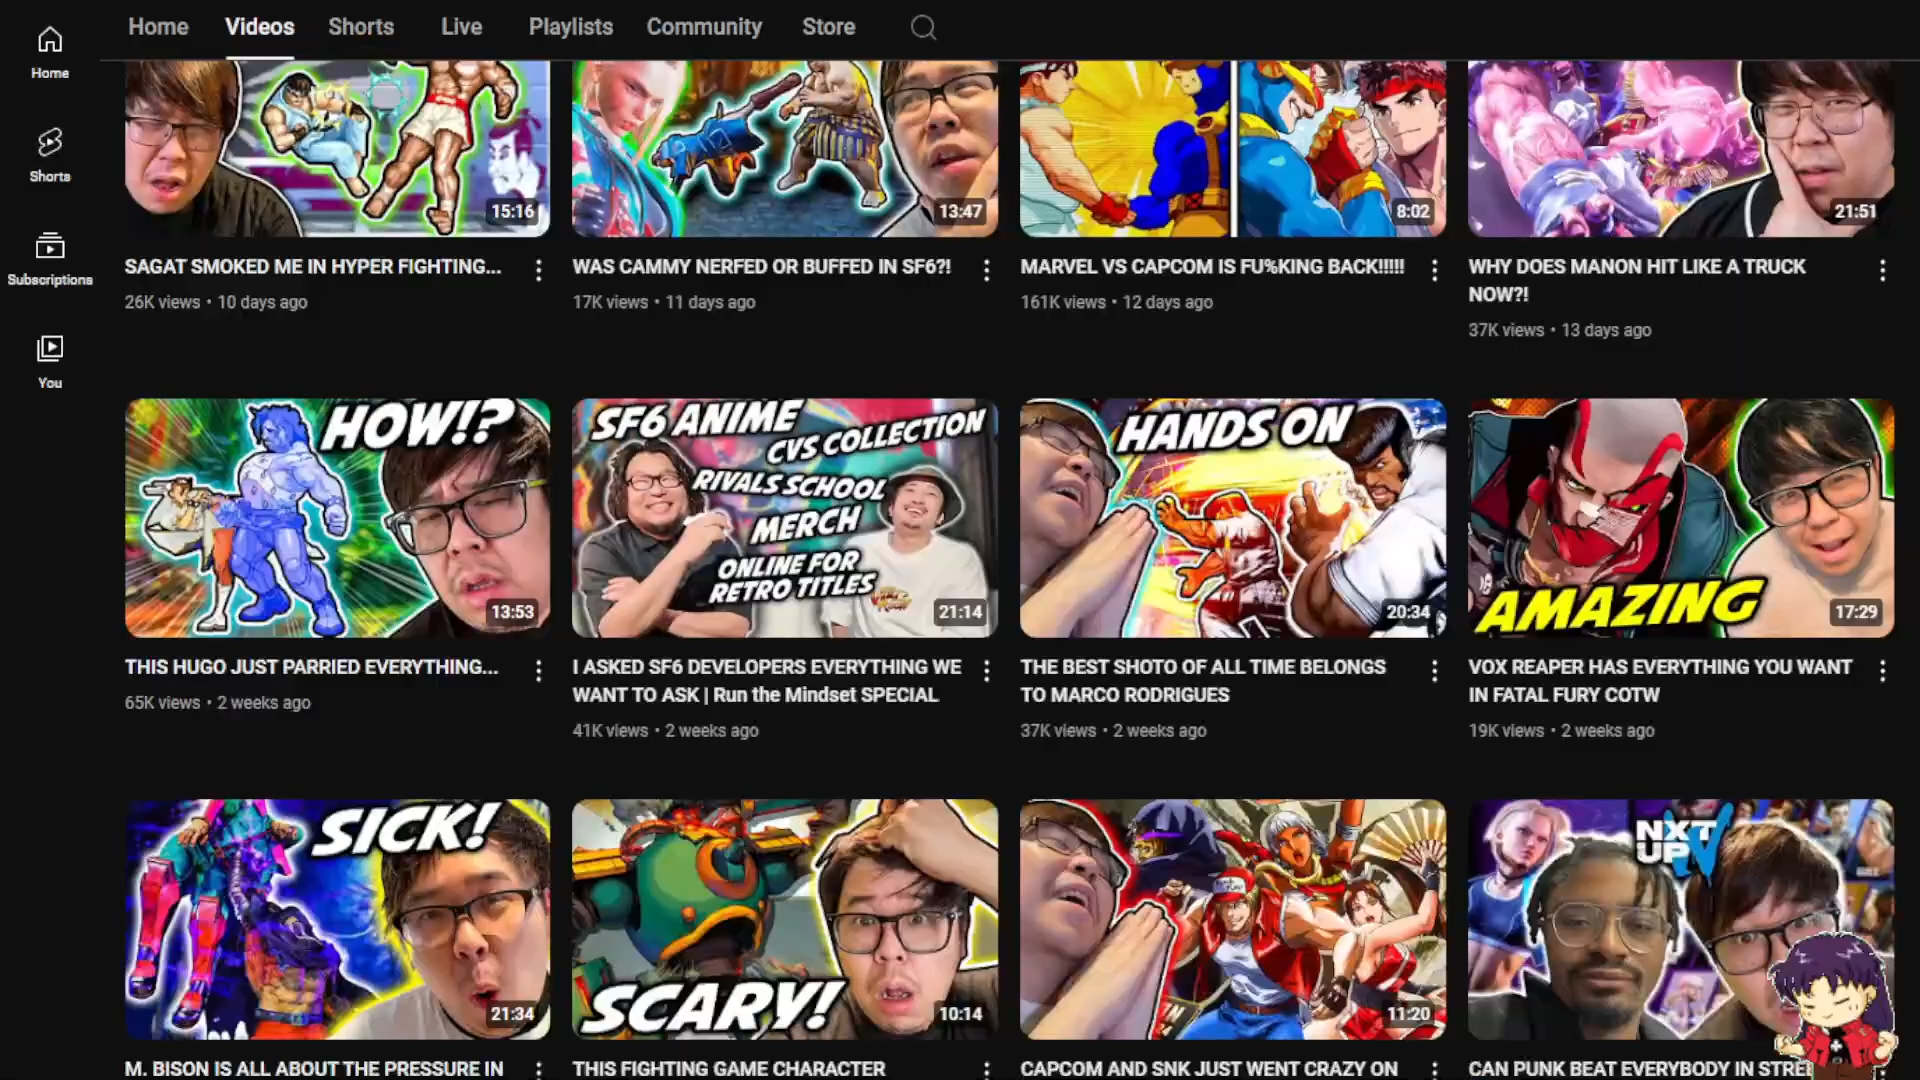 Home
Videos
Shorts
Live
Playlists
Community
Store
Home
Shorts
Subscriptions
You
15:16
13:47
8:02
21:51
SAGAT SMOKED ME IN HYPER FIGHTING...
26K views • 10 days ago
WAS CAMMY NERFED OR BUFFED IN SF6?!
17K views • 11 days ago
MARVEL VS CAPCOM IS FU%KING BACK!!!!!
161K views • 12 days ago
WHY DOES MANON HIT LIKE A TRUCK
NOW?!
37K views • 13 days ago
HOW!?
13:53
SF6 ANIME
CVS COLLECTION
RIVALS SCHOOL
MERCH
ONLINE FOR
RETRO TITLES
21:14
HANDS ON
20:34
AMAZING
17:29
THIS HUGO JUST PARRIED EVERYTHING...
65K views • 2 weeks ago
I ASKED SF6 DEVELOPERS EVERYTHING WE
WANT TO ASK | Run the Mindset SPECIAL
41K views • 2 weeks ago
THE BEST SHOTO OF ALL TIME BELONGS
TO MARCO RODRIGUES
37K views • 2 weeks ago
VOX REAPER HAS EVERYTHING YOU WANT
IN FATAL FURY COTW
19K views • 2 weeks ago
SICK!
21:34
SCARY!
10:14
11:20
NXT
UP
M. BISON IS ALL ABOUT THE PRESSURE IN
THIS FIGHTING GAME CHARACTER
CAPCOM AND SNK JUST WENT CRAZY ON
CAN PUNK BEAT EVERYBODY IN